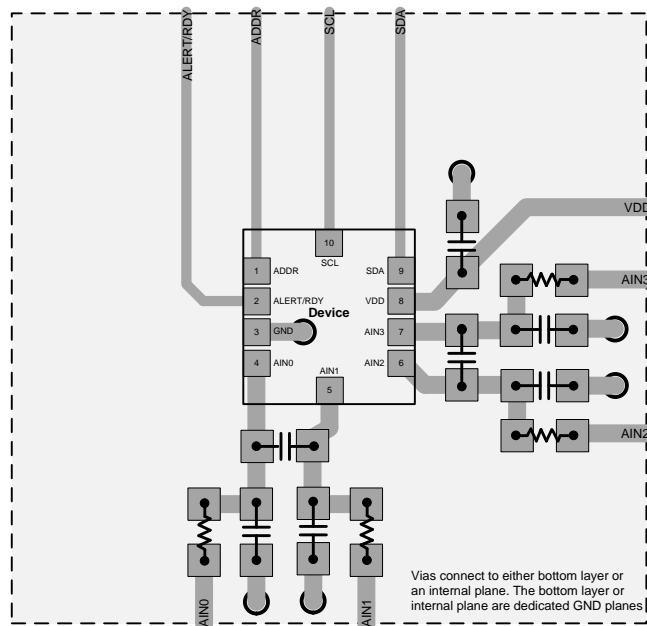 ALERT/RDY
ADDR
SCL
SDA
VDD
10
SCL
1 ADDR
SDA 9
2 ALERT/RDY
VDD 8
Device
3 GND
AIN3 7
4 AIN0
AIN2 6
AIN1
5
AIN3
AIN2
AIN0
AIN1
Vias connect to either bottom layer or
an internal plane. The bottom layer or
internal plane are dedicated GND planes